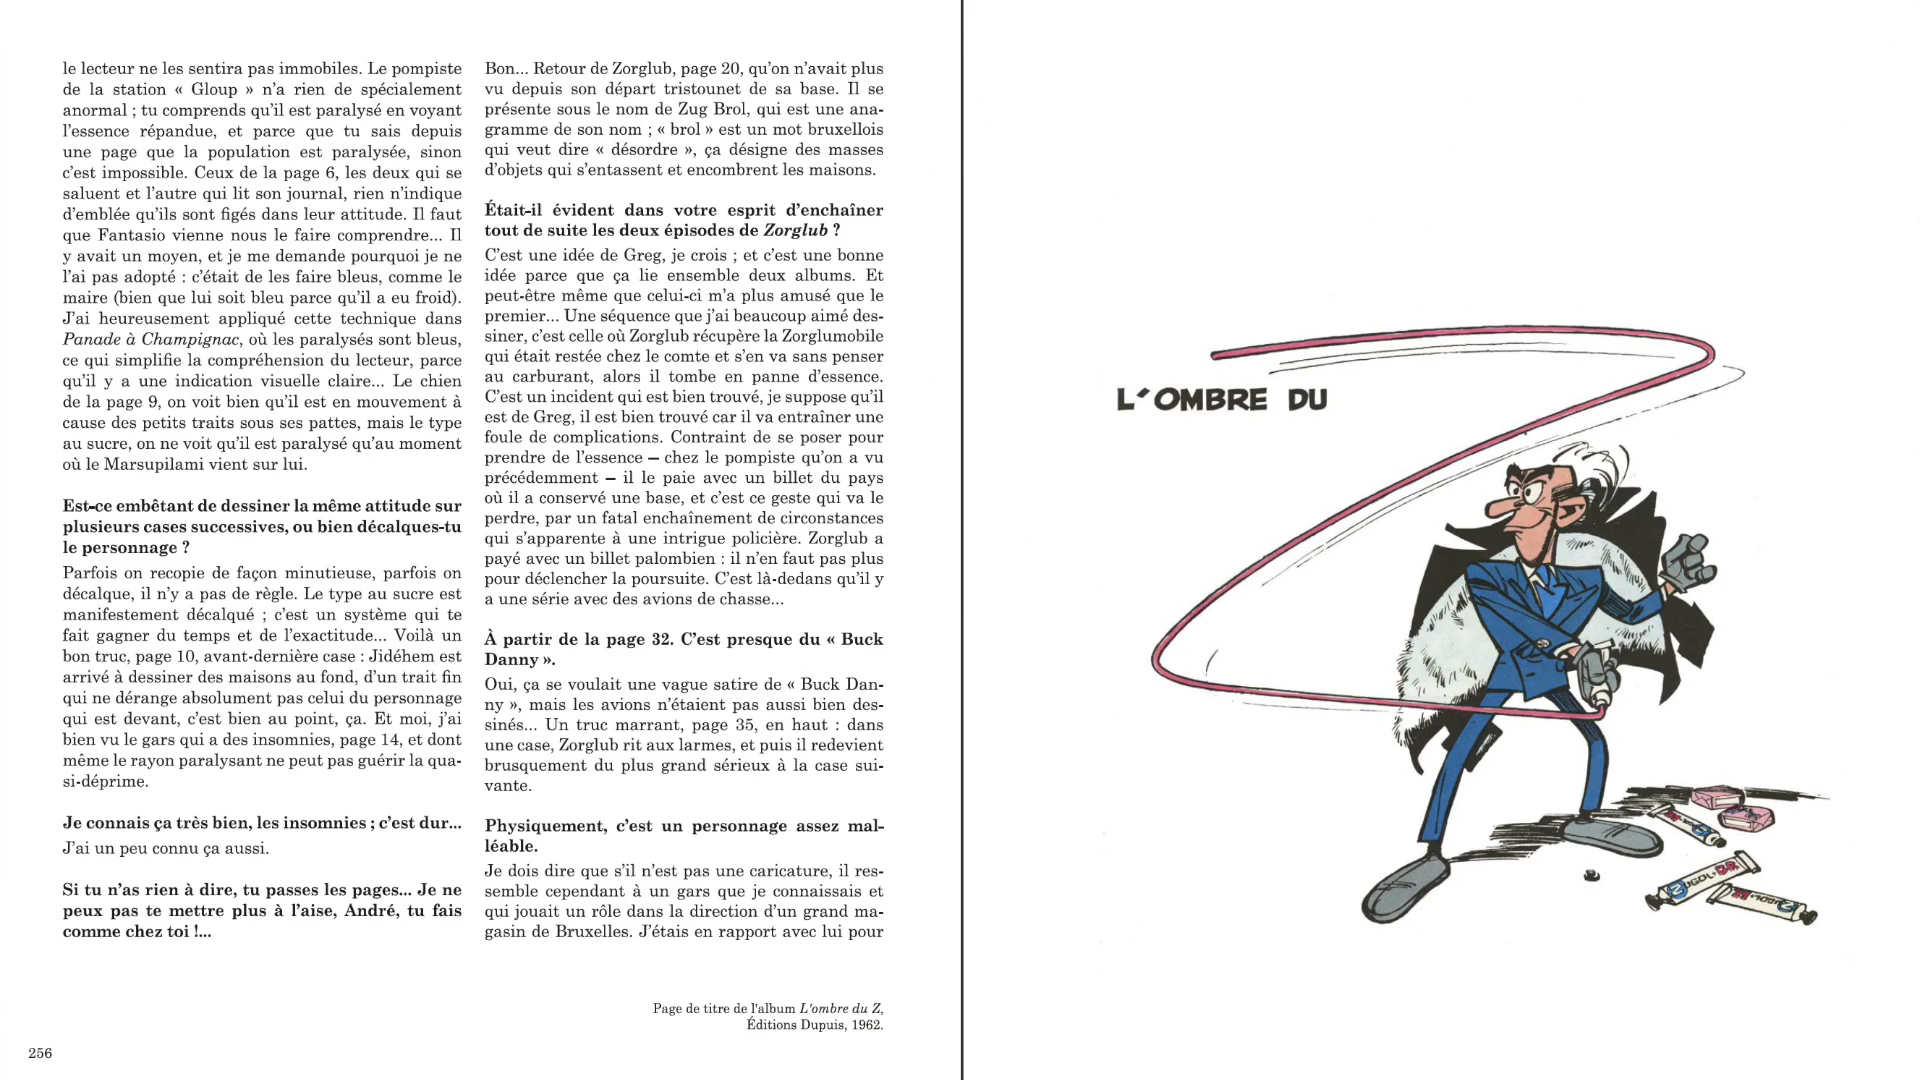 le lecteur ne les sentira pas immobiles. Le pompiste
de la station « Gloup » n'a rien de spécialement
anormal ; tu comprends qu'il est paralysé en voyant
l'essence répandue, et parce que tu sais depuis
une page que la population est paralysée, sinon
c'est impossible. Ceux de la page 6, les deux qui se
saluent et l'autre qui lit son journal, rien n'indique
d'emblée qu'ils sont figés dans leur attitude. Il faut
que Fantasio vienne nous le faire comprendre... Il
y avait un moyen, et je me demande pourquoi je ne
l'ai pas adopté : c'était de les faire bleus, comme le
maire (bien que lui soit bleu parce qu'il a eu froid).
J'ai heureusement appliqué cette technique dans
Panade à Champignac, où les paralysés sont bleus,
ce qui simplifie la compréhension du lecteur, parce
qu'il y a une indication visuelle claire... Le chien
de la page 9, on voit bien qu'il est en mouvement à
cause des petits traits sous ses pattes, mais le type
au sucre, on ne voit qu'il est paralysé qu'au moment
où le Marsupilami vient sur lui.
Est-ce embêtant de dessiner la même attitude sur
plusieurs cases successives, ou bien décalques-tu
le personnage ?
Parfois on recopie de façon minutieuse, parfois on
décalque, il n'y a pas de règle. Le type au sucre est
manifestement décalqué ; c'est un système qui te
fait gagner du temps et de l'exactitude... Voilà un
bon truc, page 10, avant-dernière case : Jidéhem est
arrivé à dessiner des maisons au fond, d'un trait fin
qui ne dérange absolument pas celui du personnage
qui est devant, c'est bien au point, ça. Et moi, j'ai
bien vu le gars qui a des insomnies, page 14, et dont
même le rayon paralysant ne peut pas guérir la qua-
si-déprime.
Je connais ça très bien, les insomnies ; c'est dur...
J'ai un peu connu ça aussi.
Si tu n'as rien à dire, tu passes les pages... Je ne
peux pas te mettre plus à l'aise, André, tu fais
comme chez toi !...
Bon... Retour de Zorglub, page 20, qu'on n'avait plus
vu depuis son départ tristounet de sa base. Il se
présente sous le nom de Zug Brol, qui est une ana-
gramme de son nom ; « brol » est un mot bruxellois
qui veut dire « désordre », ça désigne des masses
d'objets qui s'entassent et encombrent les maisons.
Était-il évident dans votre esprit d'enchaîner
tout de suite les deux épisodes de Zorglub ?
C'est une idée de Greg, je crois ; et c'est une bonne
idée parce que ça lie ensemble deux albums. Et
peut-être même que celui-ci m'a plus amusé que le
premier... Une séquence que j'ai beaucoup aimé des-
siner, c'est celle où Zorglub récupère la Zorglumobile
qui était restée chez le comte et s'en va sans penser
au carburant, alors il tombe en panne d'essence.
C'est un incident qui est bien trouvé, je suppose qu'il
est de Greg, il est bien trouvé car il va entraîner une
foule de complications. Contraint de se poser pour
prendre de l'essence – chez le pompiste qu'on a vu
précédemment – il le paie avec un billet du pays
où il a conservé une base, et c'est ce geste qui va le
perdre, par un fatal enchaînement de circonstances
qui s'apparente à une intrigue policière. Zorglub a
payé avec un billet palombien : il n'en faut pas plus
pour déclencher la poursuite. C'est là-dedans qu'il y
a une série avec des avions de chasse...
À partir de la page 32. C'est presque du « Buck
Danny ».
Oui, ça se voulait une vague satire de « Buck Dan-
ny », mais les avions n'étaient pas aussi bien des-
sinés... Un truc marrant, page 35, en haut : dans
une case, Zorglub rit aux larmes, et puis il redevient
brusquement du plus grand sérieux à la case sui-
vante.
Physiquement, c'est un personnage assez mal-
léable.
Je dois dire que s'il n'est pas une caricature, il res-
semble cependant à un gars que je connaissais et
qui jouait un rôle dans la direction d'un grand ma-
gasin de Bruxelles. J'étais en rapport avec lui pour
Page de titre de l'album L'ombre du Z,
Éditions Dupuis, 1962.
256
L'OMBRE DU
Z